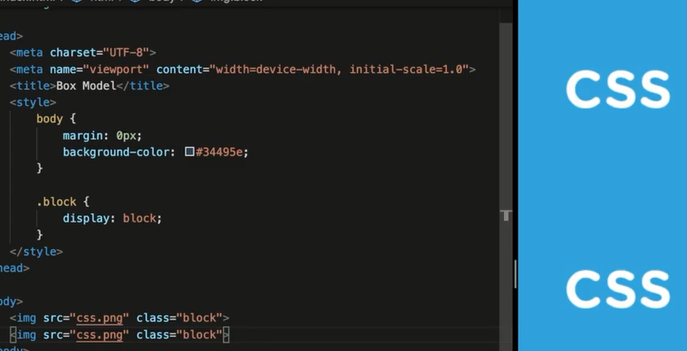 ead>
<meta charset="UTF-8">
<meta name="viewport" content="width=device-width, initial-scale=1.0">
<title>Box Model</title>
<style>
body {
margin: 0px;
background-color: #34495e;
}
.block {
display: block;
}
</style>
head>
ody>
<img src="css.png" class="block">
<img src="css.png" class="block">
CSS
CSS